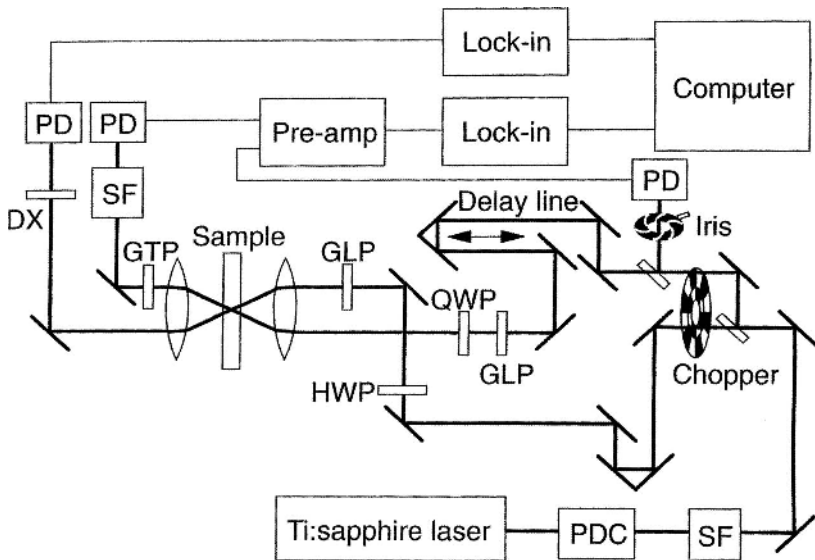 Lock-in
Computer
PD
PD
Pre-amp
Lock-in
PD
SF
Delay line
Iris
DX
Sample
GTP
GLP
QWP
GLP
Chopper
HWP
Ti:sapphire laser
PDC
SF